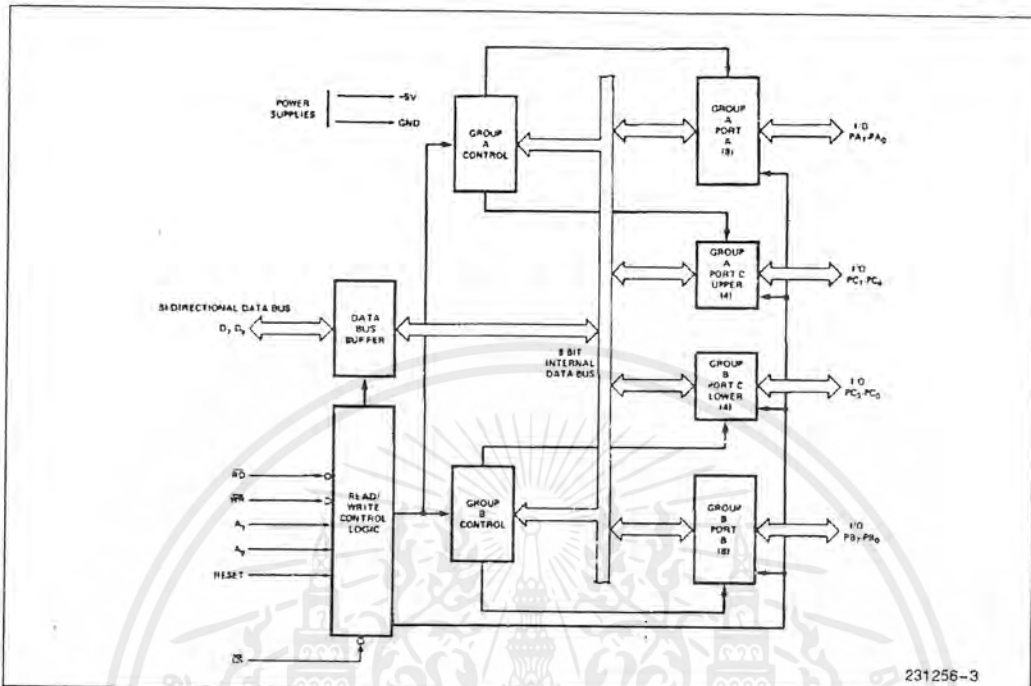 POWER
SUPPLIES
-5V
GND
GROUP
A
CONTROL
GROUP
A
PORT
A
(8)
I/O
PA7-PA0
GROUP
A
PORT C
UPPER
(4)
I/O
PC7-PC4
BI-DIRECTIONAL DATA BUS
D7 D0
DATA
BUS
BUFFER
8 BIT
INTERNAL
DATA BUS
GROUP
B
PORT C
LOWER
(4)
I/O
PC3-PC0
RD
WR
A1
A0
RESET
CS
READ/
WRITE
CONTROL
LOGIC
GROUP
B
CONTROL
GROUP
B
PORT
B
(8)
I/O
PB7-PB0
231256-3